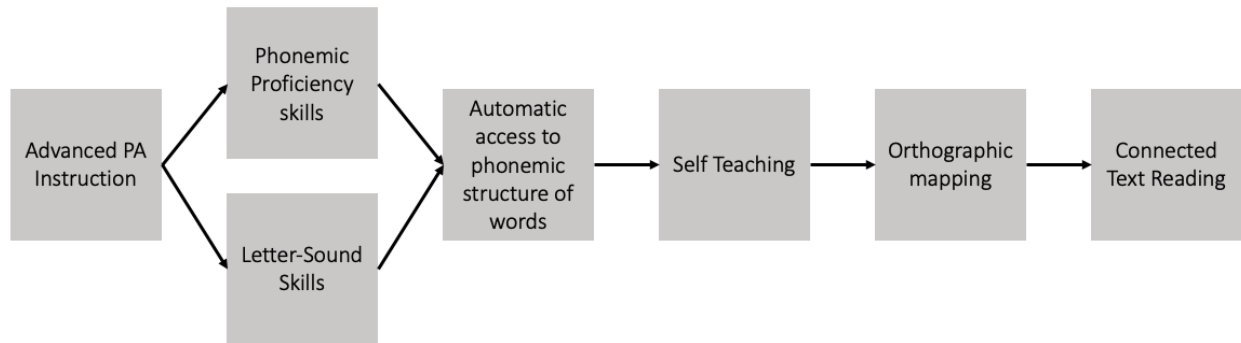 Advanced PA
Instruction
Phonemic
Proficiency
skills
Letter-Sound
Skills
Automatic
access to
phonemic
structure of
words
Self Teaching
Orthographic
mapping
Connected
Text Reading